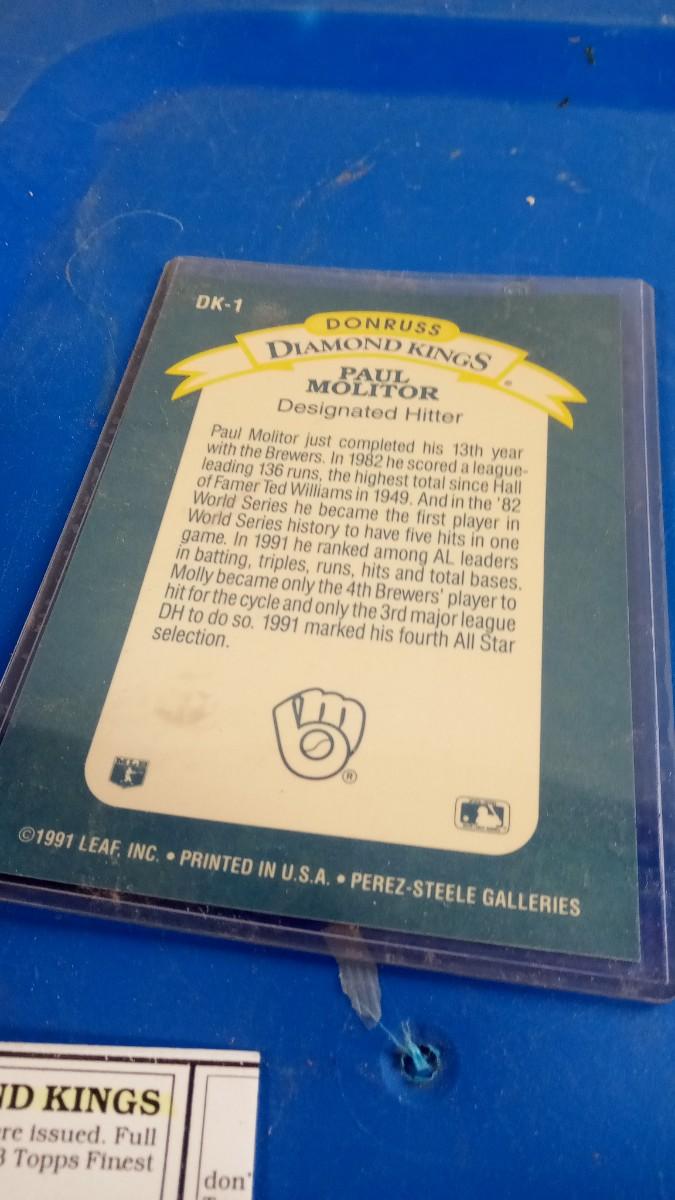 DK-1
DONRUSS
DIAMOND KINGS
PAUL
MOLITOR
Designated Hitter
Paul Molitor just completed his 13th year
with the Brewers. In 1982 he scored a league-
leading 136 runs, the highest total since Hall
of Famer Ted Williams in 1949. And in the '82
World Series he became the first player in
World Series history to have five hits in one
game. In 1991 he ranked among AL leaders
in batting, triples, runs, hits and total bases.
Molly became only the 4th Brewers' player to
hit for the cycle and only the 3rd major league
DH to do so. 1991 marked his fourth All Star
selection.
®
©1991 LEAF, INC. • PRINTED IN U.S.A. • PEREZ-STEELE GALLERIES
ND KINGS
re issued. Full
3 Topps Finest
don'